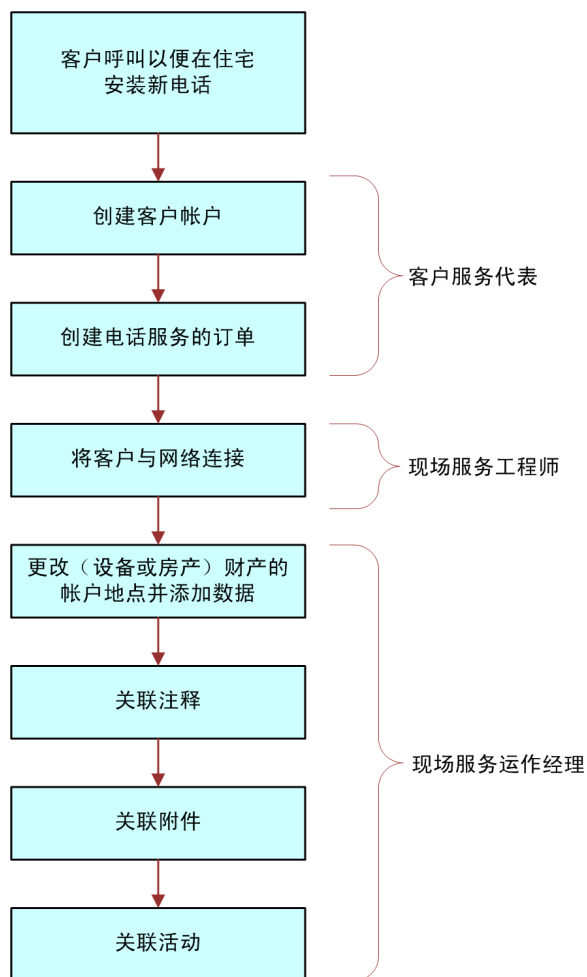 客户呼叫以便在住宅
安装新电话
创建客户帐户
客户服务代表
创建电话服务的订单
将客户与网络连接
现场服务工程师
更改（设备或房产）财产的
帐户地点并添加数据
关联注释
现场服务运作经理
关联附件
关联活动